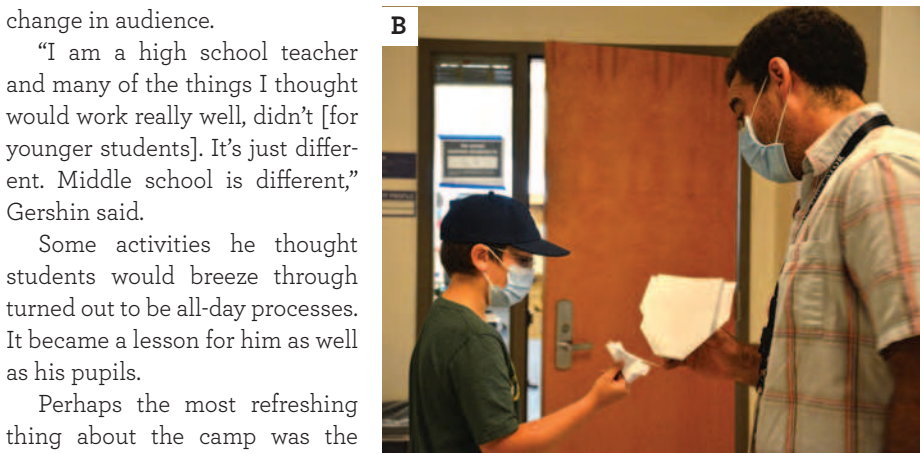 change in audience.
“I am a high school teacher
and many of the things I thought
would work really well, didn’t [for
younger students]. It’s just differ-
ent. Middle school is different,”
Gershin said.
Some activities he thought
students would breeze through
turned out to be all-day processes.
It became a lesson for him as well
as his pupils.
Perhaps the most refreshing
thing about the camp was the
B